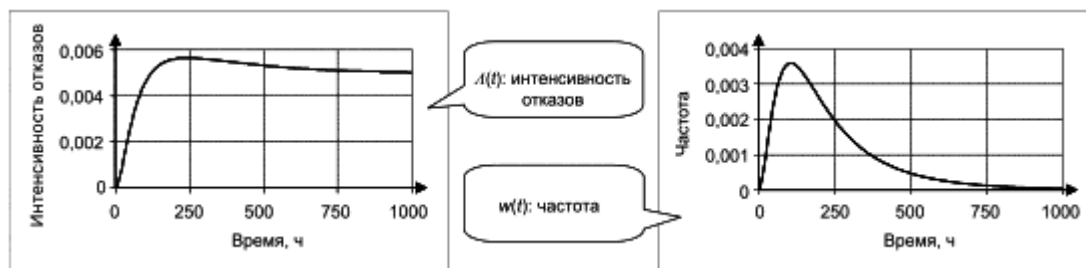 Интенсивность отказов
0,006
0,004
0,002
0
0 250 500 750 1000
Время, ч
Λ(t): интенсивность
отказов
w(t): частота
Частота
0,004
0,003
0,002
0,001
0
0 250 500 750 1000
Время, ч